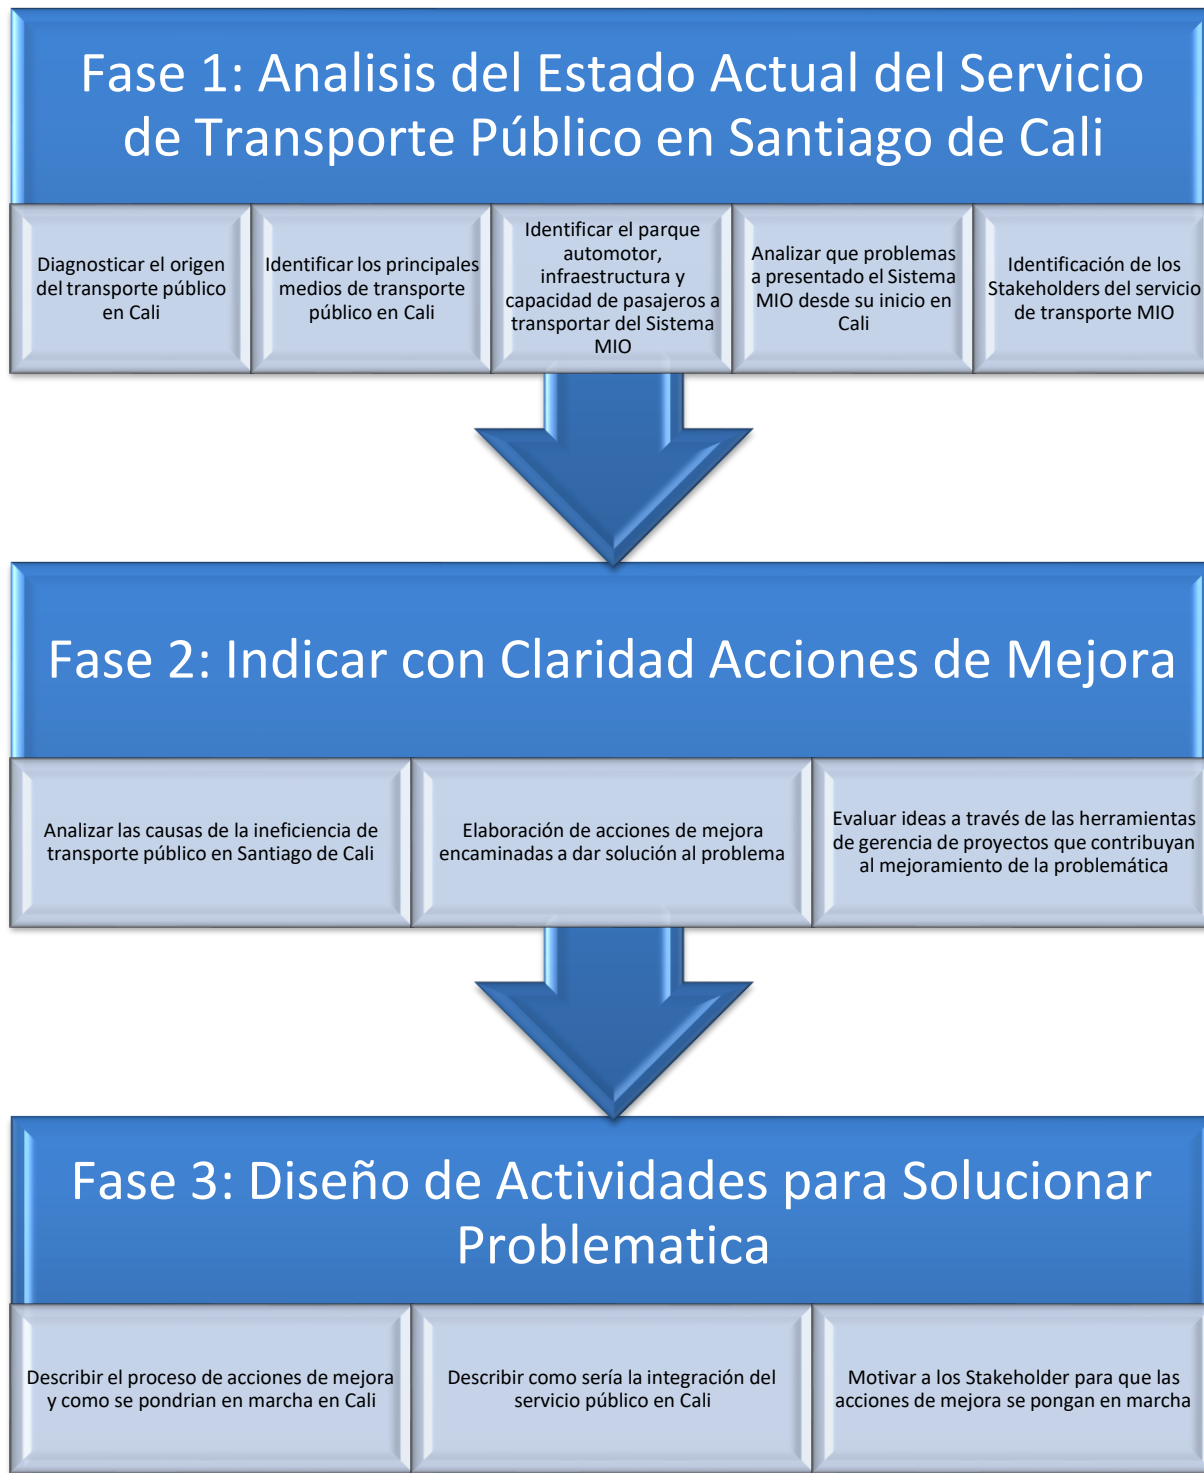 Fase 1: Analisis del Estado Actual del Servicio
de Transporte Público en Santiago de Cali
Diagnosticar el origen
del transporte público
en Cali
Identificar los principales
medios de transporte
público en Cali
Identificar el parque
automotor,
infraestructura y
capacidad de pasajeros a
transportar del Sistema
MIO
Analizar que problemas
a presentado el Sistema
MIO desde su inicio en
Cali
Identificación de los
Stakeholders del servicio
de transporte MIO
Fase 2: Indicar con Claridad Acciones de Mejora
Analizar las causas de la ineficiencia de
transporte público en Santiago de Cali
Elaboración de acciones de mejora
encaminadas a dar solución al problema
Evaluar ideas a través de las herramientas
de gerencia de proyectos que contribuyan
al mejoramiento de la problemática
Fase 3: Diseño de Actividades para Solucionar
Problematica
Describir el proceso de acciones de mejora
y como se pondrian en marcha en Cali
Describir como sería la integración del
servicio público en Cali
Motivar a los Stakeholder para que las
acciones de mejora se pongan en marcha